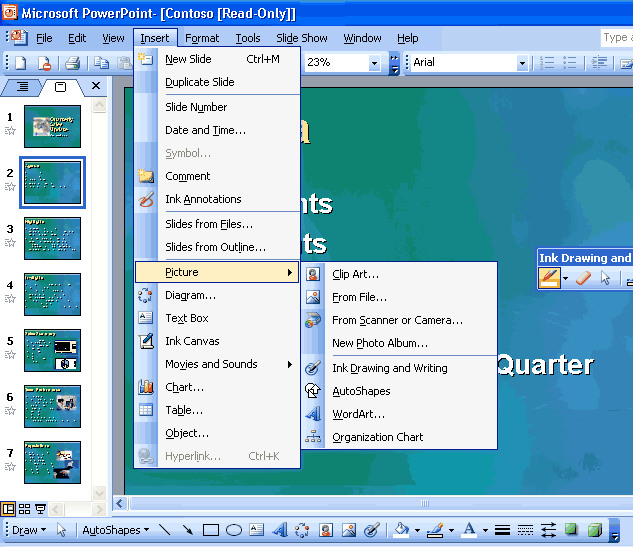 Microsoft PowerPoint- [Contoso [Read-Only]]
File Edit View Insert Format Tools Slide Show Window Help Type a
23% Arial
New Slide Ctrl+M
Duplicate Slide
Slide Number
Date and Time...
Symbol...
Comment
Ink Annotations
Slides from Files...
Slides from Outline...
Picture
Diagram...
Text Box
Ink Canvas
Movies and Sounds
Chart...
Table...
Object...
Hyperlink... Ctrl+K
Clip Art...
From File...
From Scanner or Camera...
New Photo Album...
Ink Drawing and Writing
AutoShapes
WordArt...
Organization Chart
1
2
3
4
5
6
7
a
nts
ts
Quarter
Ink Drawing and
Draw AutoShapes